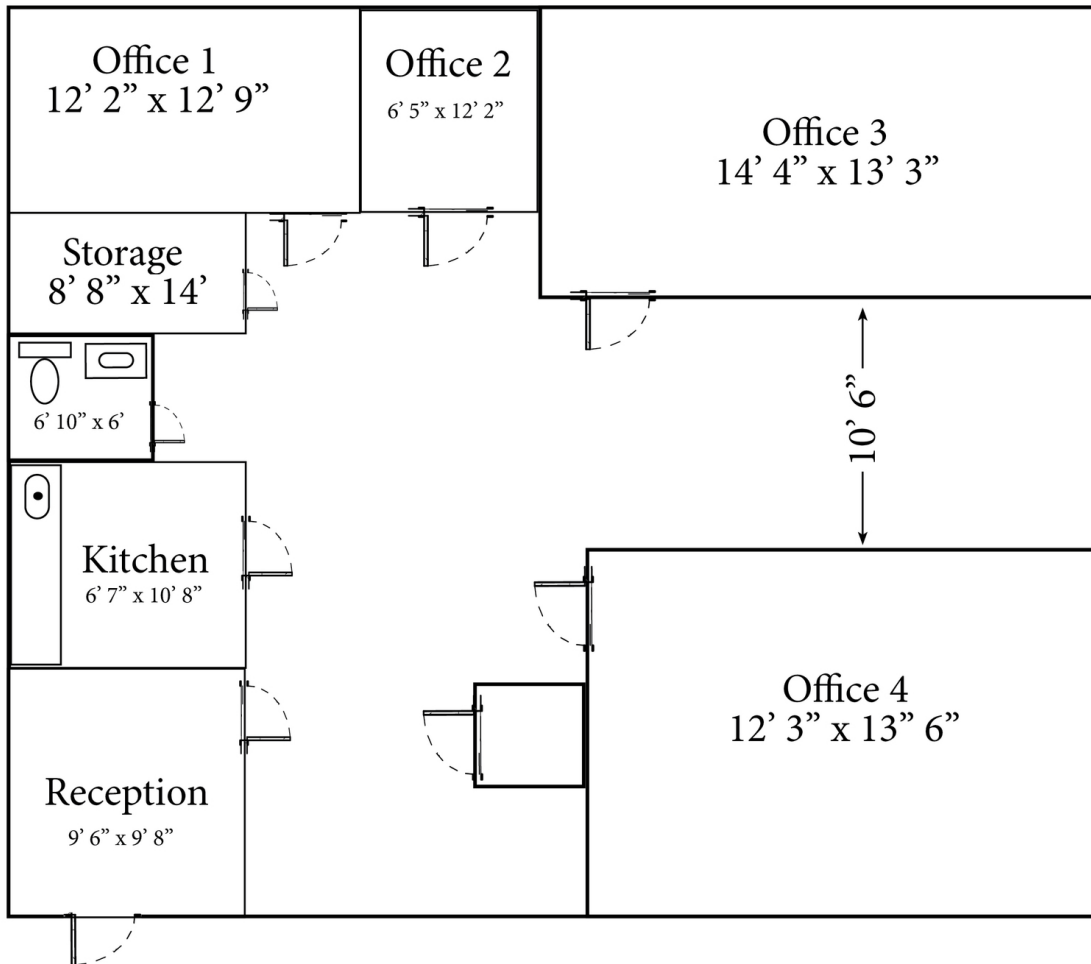 Office 1
12’ 2” x 12’ 9”
Office 2
6’ 5” x 12’ 2”
Office 3
14’ 4” x 13’ 3”
Storage
8’ 8” x 14’
6’ 10” x 6’
10’ 6”
Kitchen
6’ 7” x 10’ 8”
Office 4
12’ 3” x 13” 6”
Reception
9’ 6” x 9’ 8”